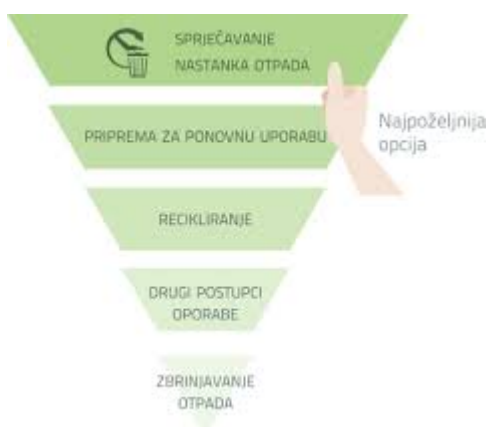 SPRJEČAVANJE
NASTANKA OTPADA
PRIPREMA ZA PONOVNU UPORABU
Najpoželjnija
opcija
RECIKLIRANJE
DRUGI POSTUPCI
OPORABE
ZBRINJAVANJE
OTPADA